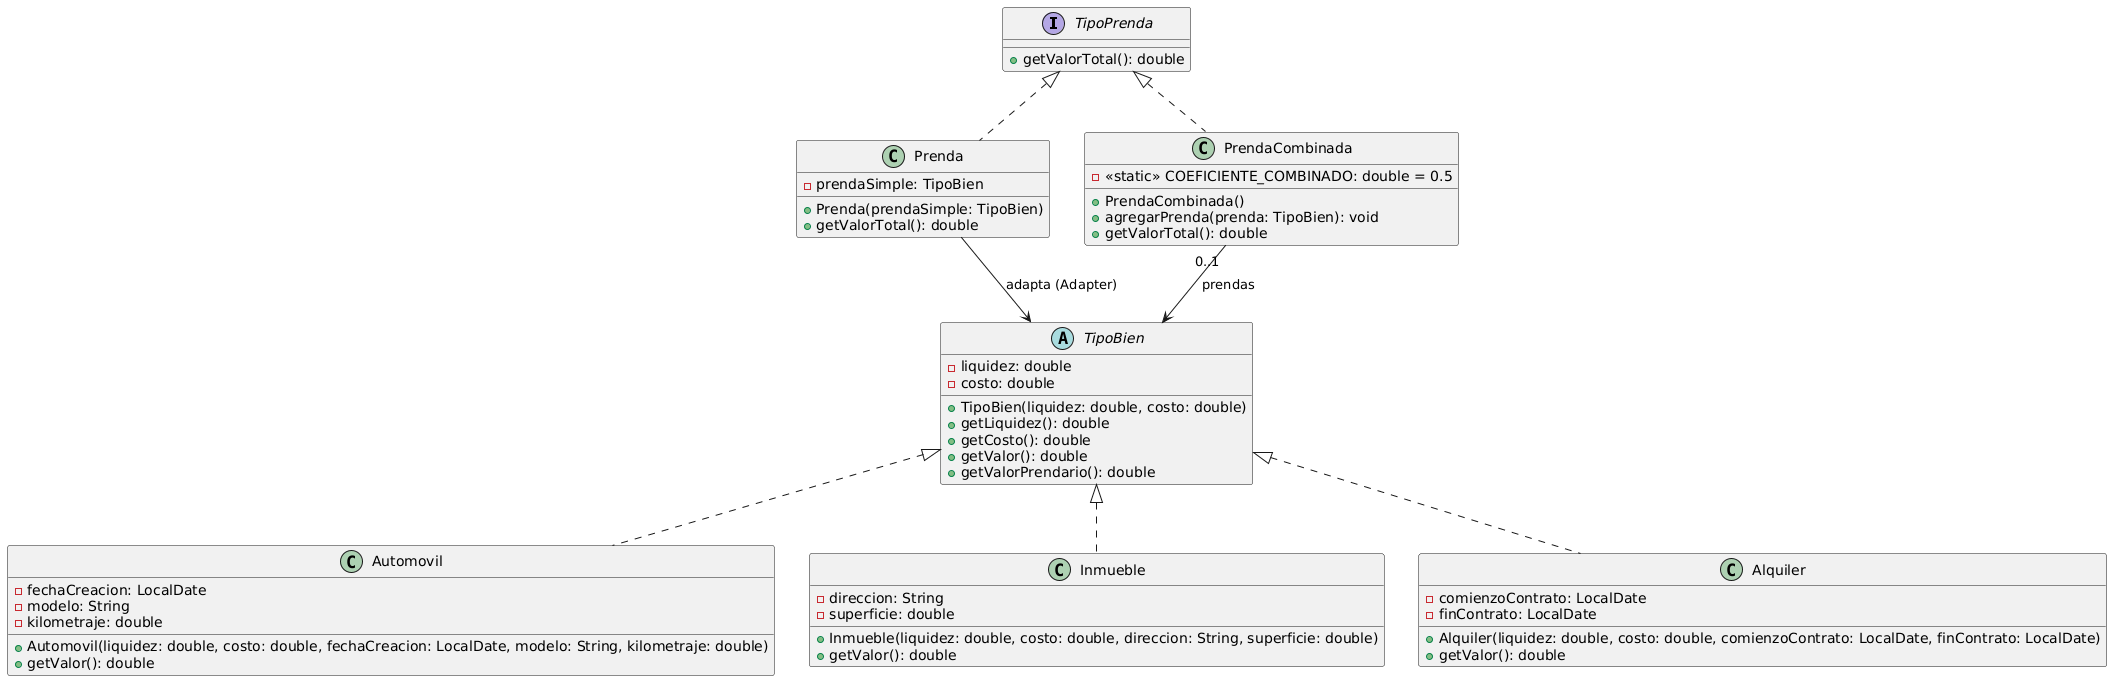 I TipoPrenda
getValorTotal(): double
C Prenda
prendaSimple: TipoBien
Prenda(prendaSimple: TipoBien)
getValorTotal(): double
C PrendaCombinada
«static» COEFICIENTE_COMBINADO: double = 0.5
PrendaCombinada()
agregarPrenda(prenda: TipoBien): void
getValorTotal(): double
0..1
adapta (Adapter)
prendas
A TipoBien
liquidez: double
costo: double
TipoBien(liquidez: double, costo: double)
getLiquidez(): double
getCosto(): double
getValor(): double
getValorPrendario(): double
C Automovil
fechaCreacion: LocalDate
modelo: String
kilometraje: double
Automovil(liquidez: double, costo: double, fechaCreacion: LocalDate, modelo: String, kilometraje: double)
getValor(): double
C Inmueble
direccion: String
superficie: double
Inmueble(liquidez: double, costo: double, direccion: String, superficie: double)
getValor(): double
C Alquiler
comienzoContrato: LocalDate
finContrato: LocalDate
Alquiler(liquidez: double, costo: double, comienzoContrato: LocalDate, finContrato: LocalDate)
getValor(): double